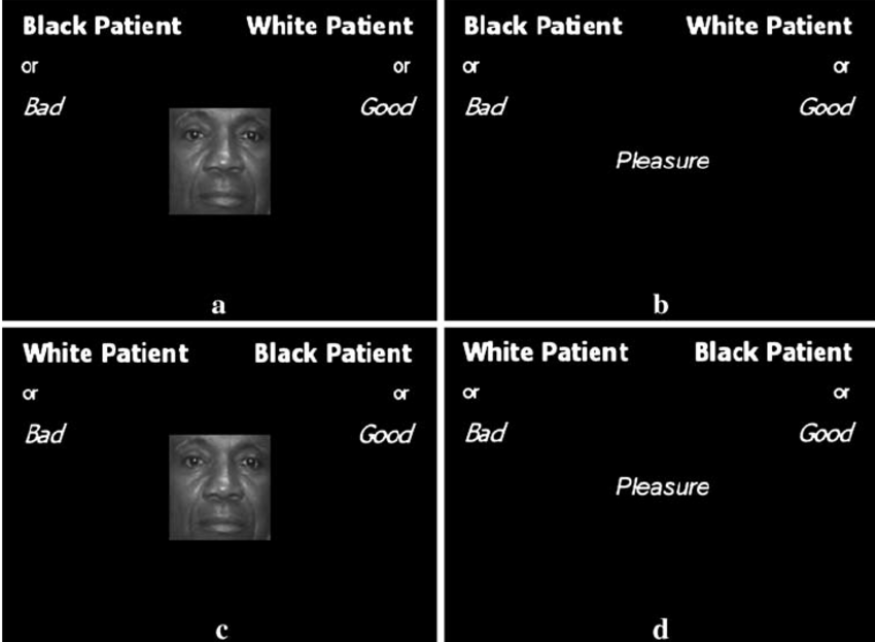 Black Patient White Patient
or or
Bad Good
a
Black Patient White Patient
or or
Bad Good
Pleasure
b
White Patient Black Patient
or or
Bad Good
c
White Patient Black Patient
or or
Bad Good
Pleasure
d